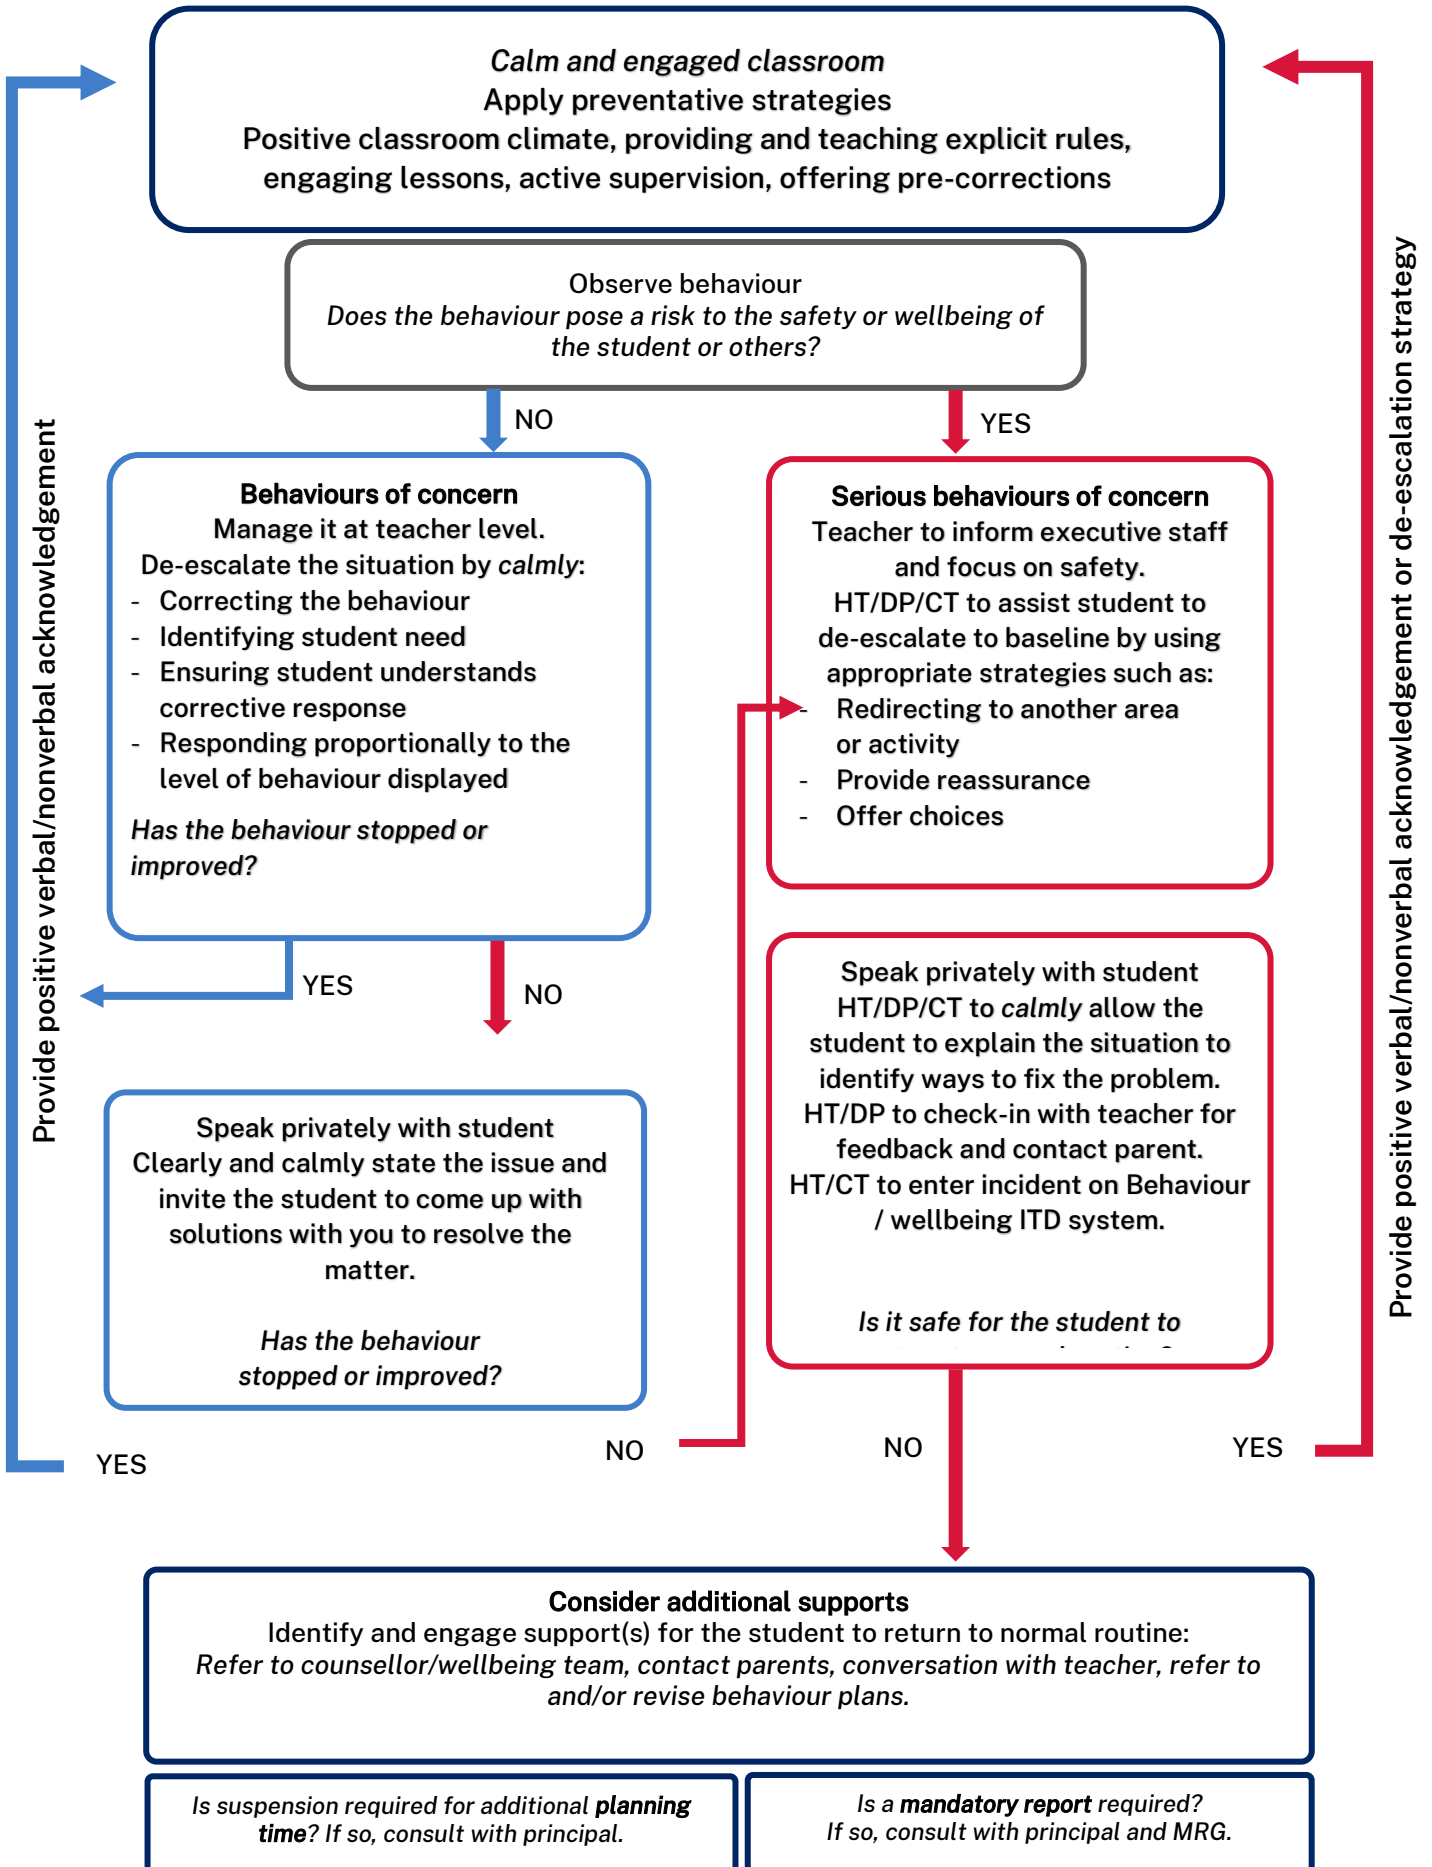 Calm and engaged classroom
Apply preventative strategies
Positive classroom climate, providing and teaching explicit rules,
engaging lessons, active supervision, offering pre-corrections
Observe behaviour
Does the behaviour pose a risk to the safety or wellbeing of
the student or others?
NO
YES
Behaviours of concern
Manage it at teacher level.
De-escalate the situation by calmly:
- Correcting the behaviour
- Identifying student need
- Ensuring student understands
corrective response
- Responding proportionally to the
level of behaviour displayed
Has the behaviour stopped or
improved?
YES
NO
Serious behaviours of concern
Teacher to inform executive staff
and focus on safety.
HT/DP/CT to assist student to
de-escalate to baseline by using
appropriate strategies such as:
- Redirecting to another area
or activity
- Provide reassurance
- Offer choices
Speak privately with student
Clearly and calmly state the issue and
invite the student to come up with
solutions with you to resolve the
matter.
Has the behaviour
stopped or improved?
YES
NO
Speak privately with student
HT/DP/CT to calmly allow the
student to explain the situation to
identify ways to fix the problem.
HT/DP to check-in with teacher for
feedback and contact parent.
HT/CT to enter incident on Behaviour
/ wellbeing ITD system.
Is it safe for the student to
NO
YES
Provide positive verbal/nonverbal acknowledgement
Provide positive verbal/nonverbal acknowledgement or de-escalation strategy
Consider additional supports
Identify and engage support(s) for the student to return to normal routine:
Refer to counsellor/wellbeing team, contact parents, conversation with teacher, refer to
and/or revise behaviour plans.
Is suspension required for additional planning
time? If so, consult with principal.
Is a mandatory report required?
If so, consult with principal and MRG.